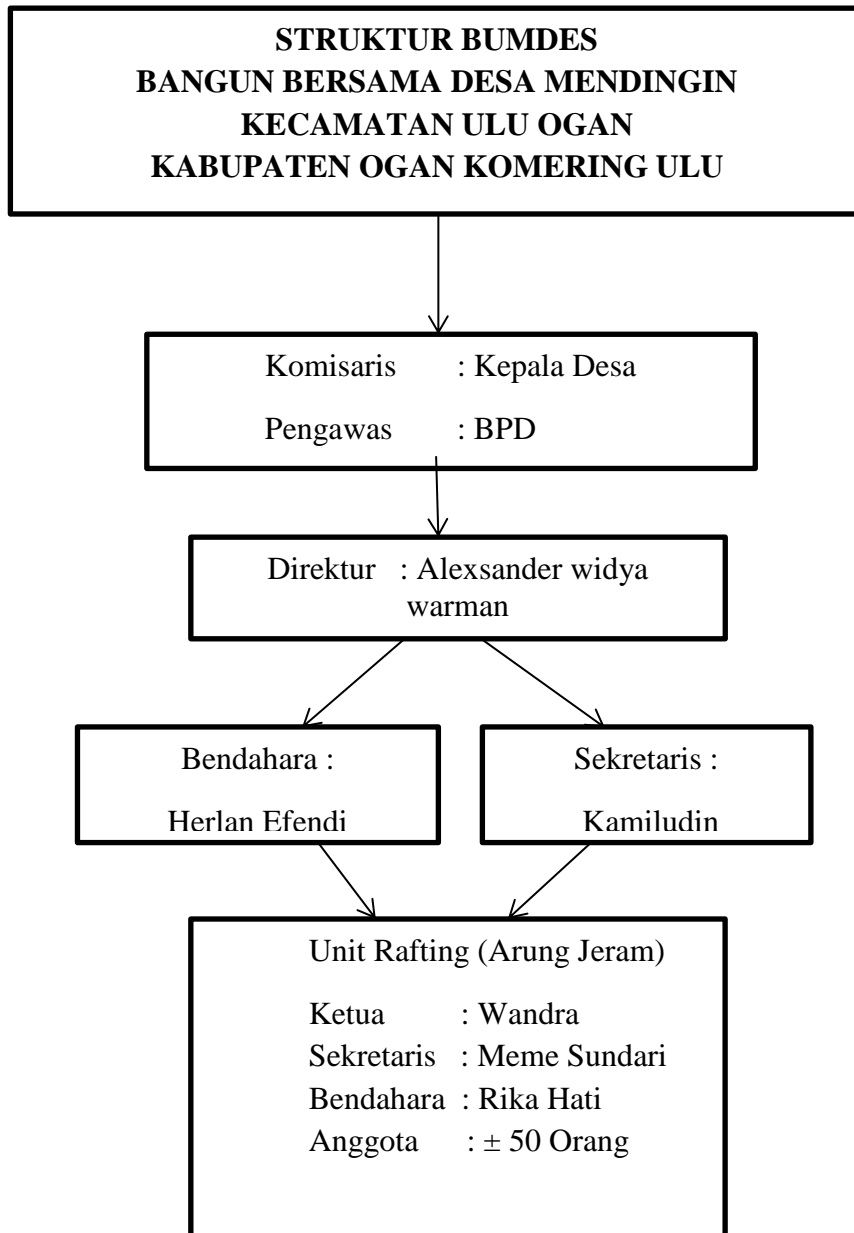 STRUKTUR BUMDES
BANGUN BERSAMA DESA MENDINGIN
KECAMATAN ULU OGAN
KABUPATEN OGAN KOMERING ULU
Komisaris : Kepala Desa
Pengawas : BPD
Direktur : Alexsander widya
warman
Bendahara :
Herlan Efendi
Sekretaris :
Kamiludin
Unit Rafting (Arung Jeram)
Ketua : Wandra
Sekretaris : Meme Sundari
Bendahara : Rika Hati
Anggota : ± 50 Orang